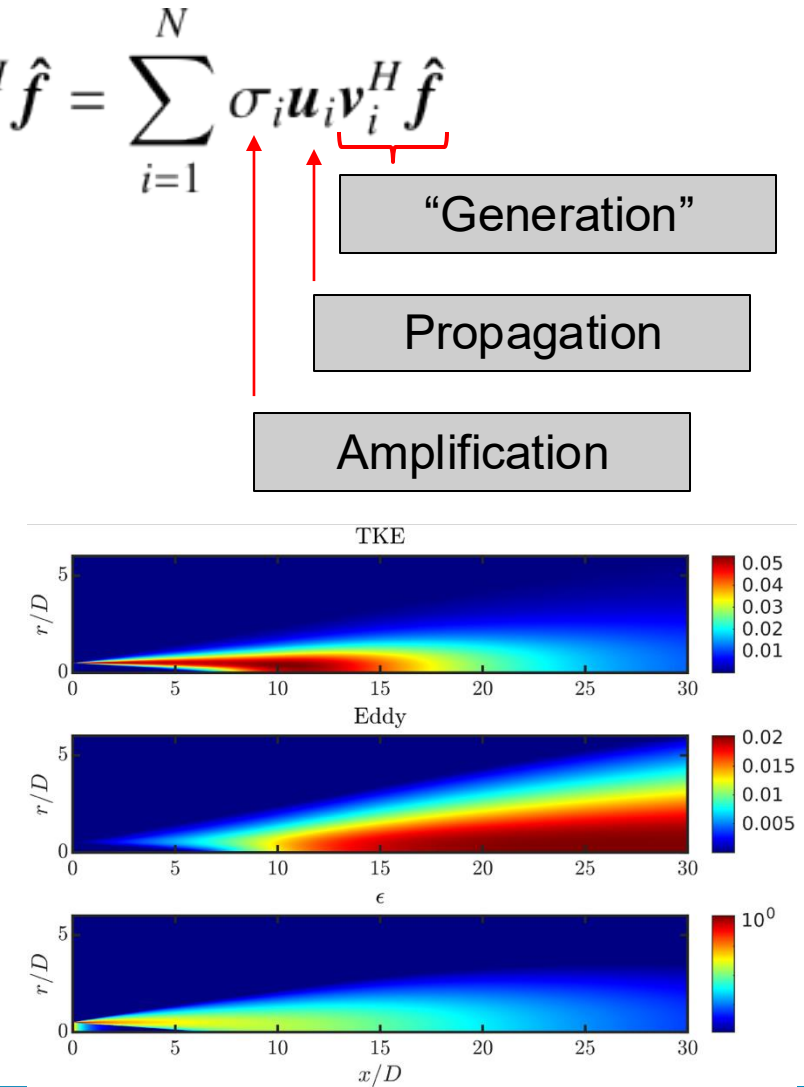 f̂ = ∑_{i=1}^{N} σ_i u_i v_i^H f̂
“Generation”
Propagation
Amplification
TKE
r/D
5
0
0 5 10 15 20 25 30
0.05
0.04
0.03
0.02
0.01
Eddy
r/D
5
0
0 5 10 15 20 25 30
0.02
0.015
0.01
0.005
ϵ
r/D
5
0
0 5 10 15 20 25 30
10^0
x/D